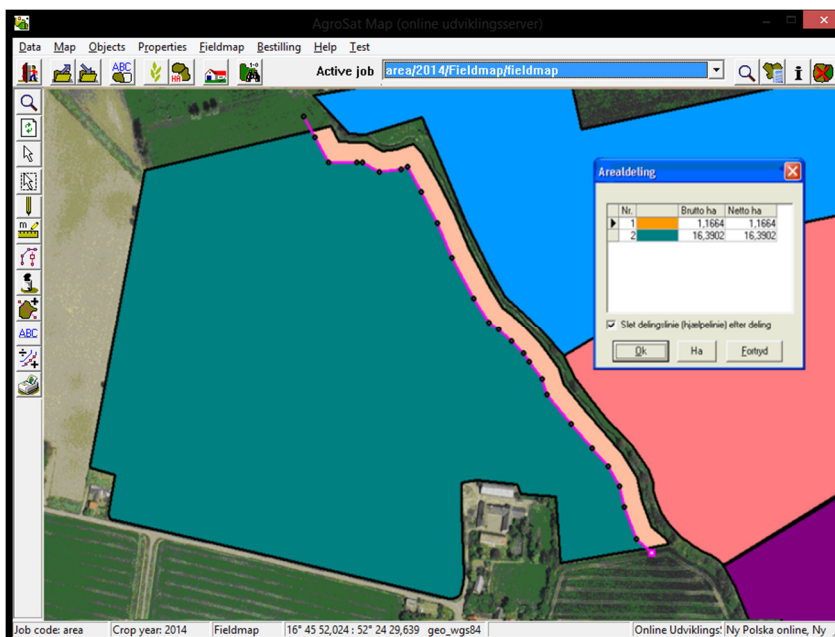 AgroSat Map (online udviklingsserver)
Data Map Objects Properties Fieldmap Bestilling Help Test
ABC HA 1-0 Active job area/2014/Fieldmap/fieldmap
Arealdeling
Nr. Brutto ha Netto ha
1 1,1664 1,1664
2 16,3902 16,3902
Slet delingslinie (hjælpelinie) efter deling
Ok Ha Fortryd
m
ABC
Job code: area Crop year: 2014 Fieldmap 16° 45 52,024 : 52° 24 29,639 geo_wgs84 Online Udviklings' Ny Polska online, Ny